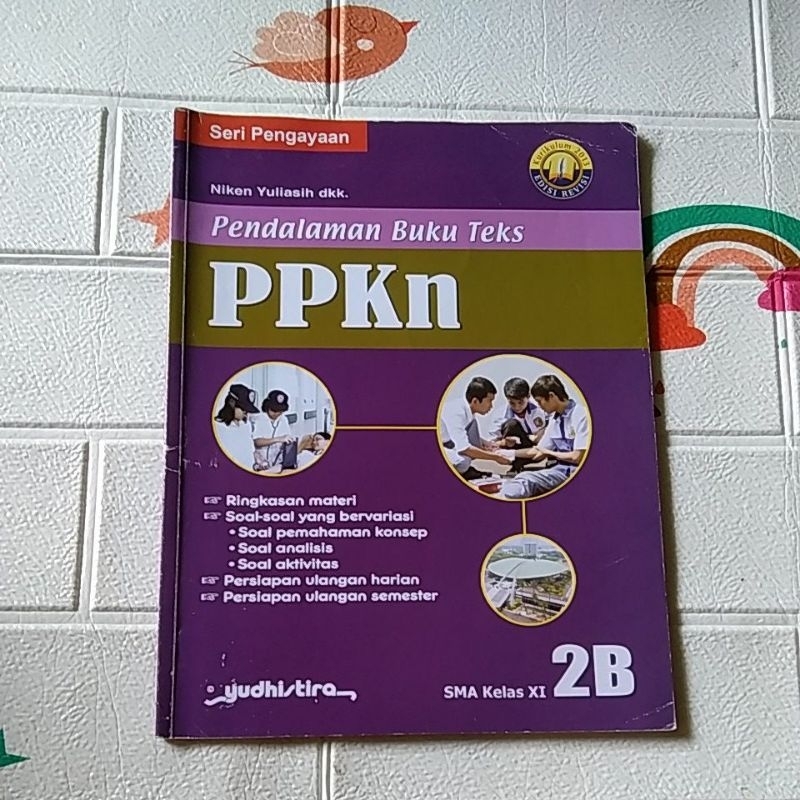 Seri Pengayaan
Kurikulum 2013
EDISI REVISI
Niken Yuliasih dkk.
Pendalaman Buku Teks
PPKn
Ringkasan materi
Soal-soal yang bervariasi
• Soal pemahaman konsep
• Soal analisis
• Soal aktivitas
Persiapan ulangan harian
Persiapan ulangan semester
yudhistira
SMA Kelas XI 2B